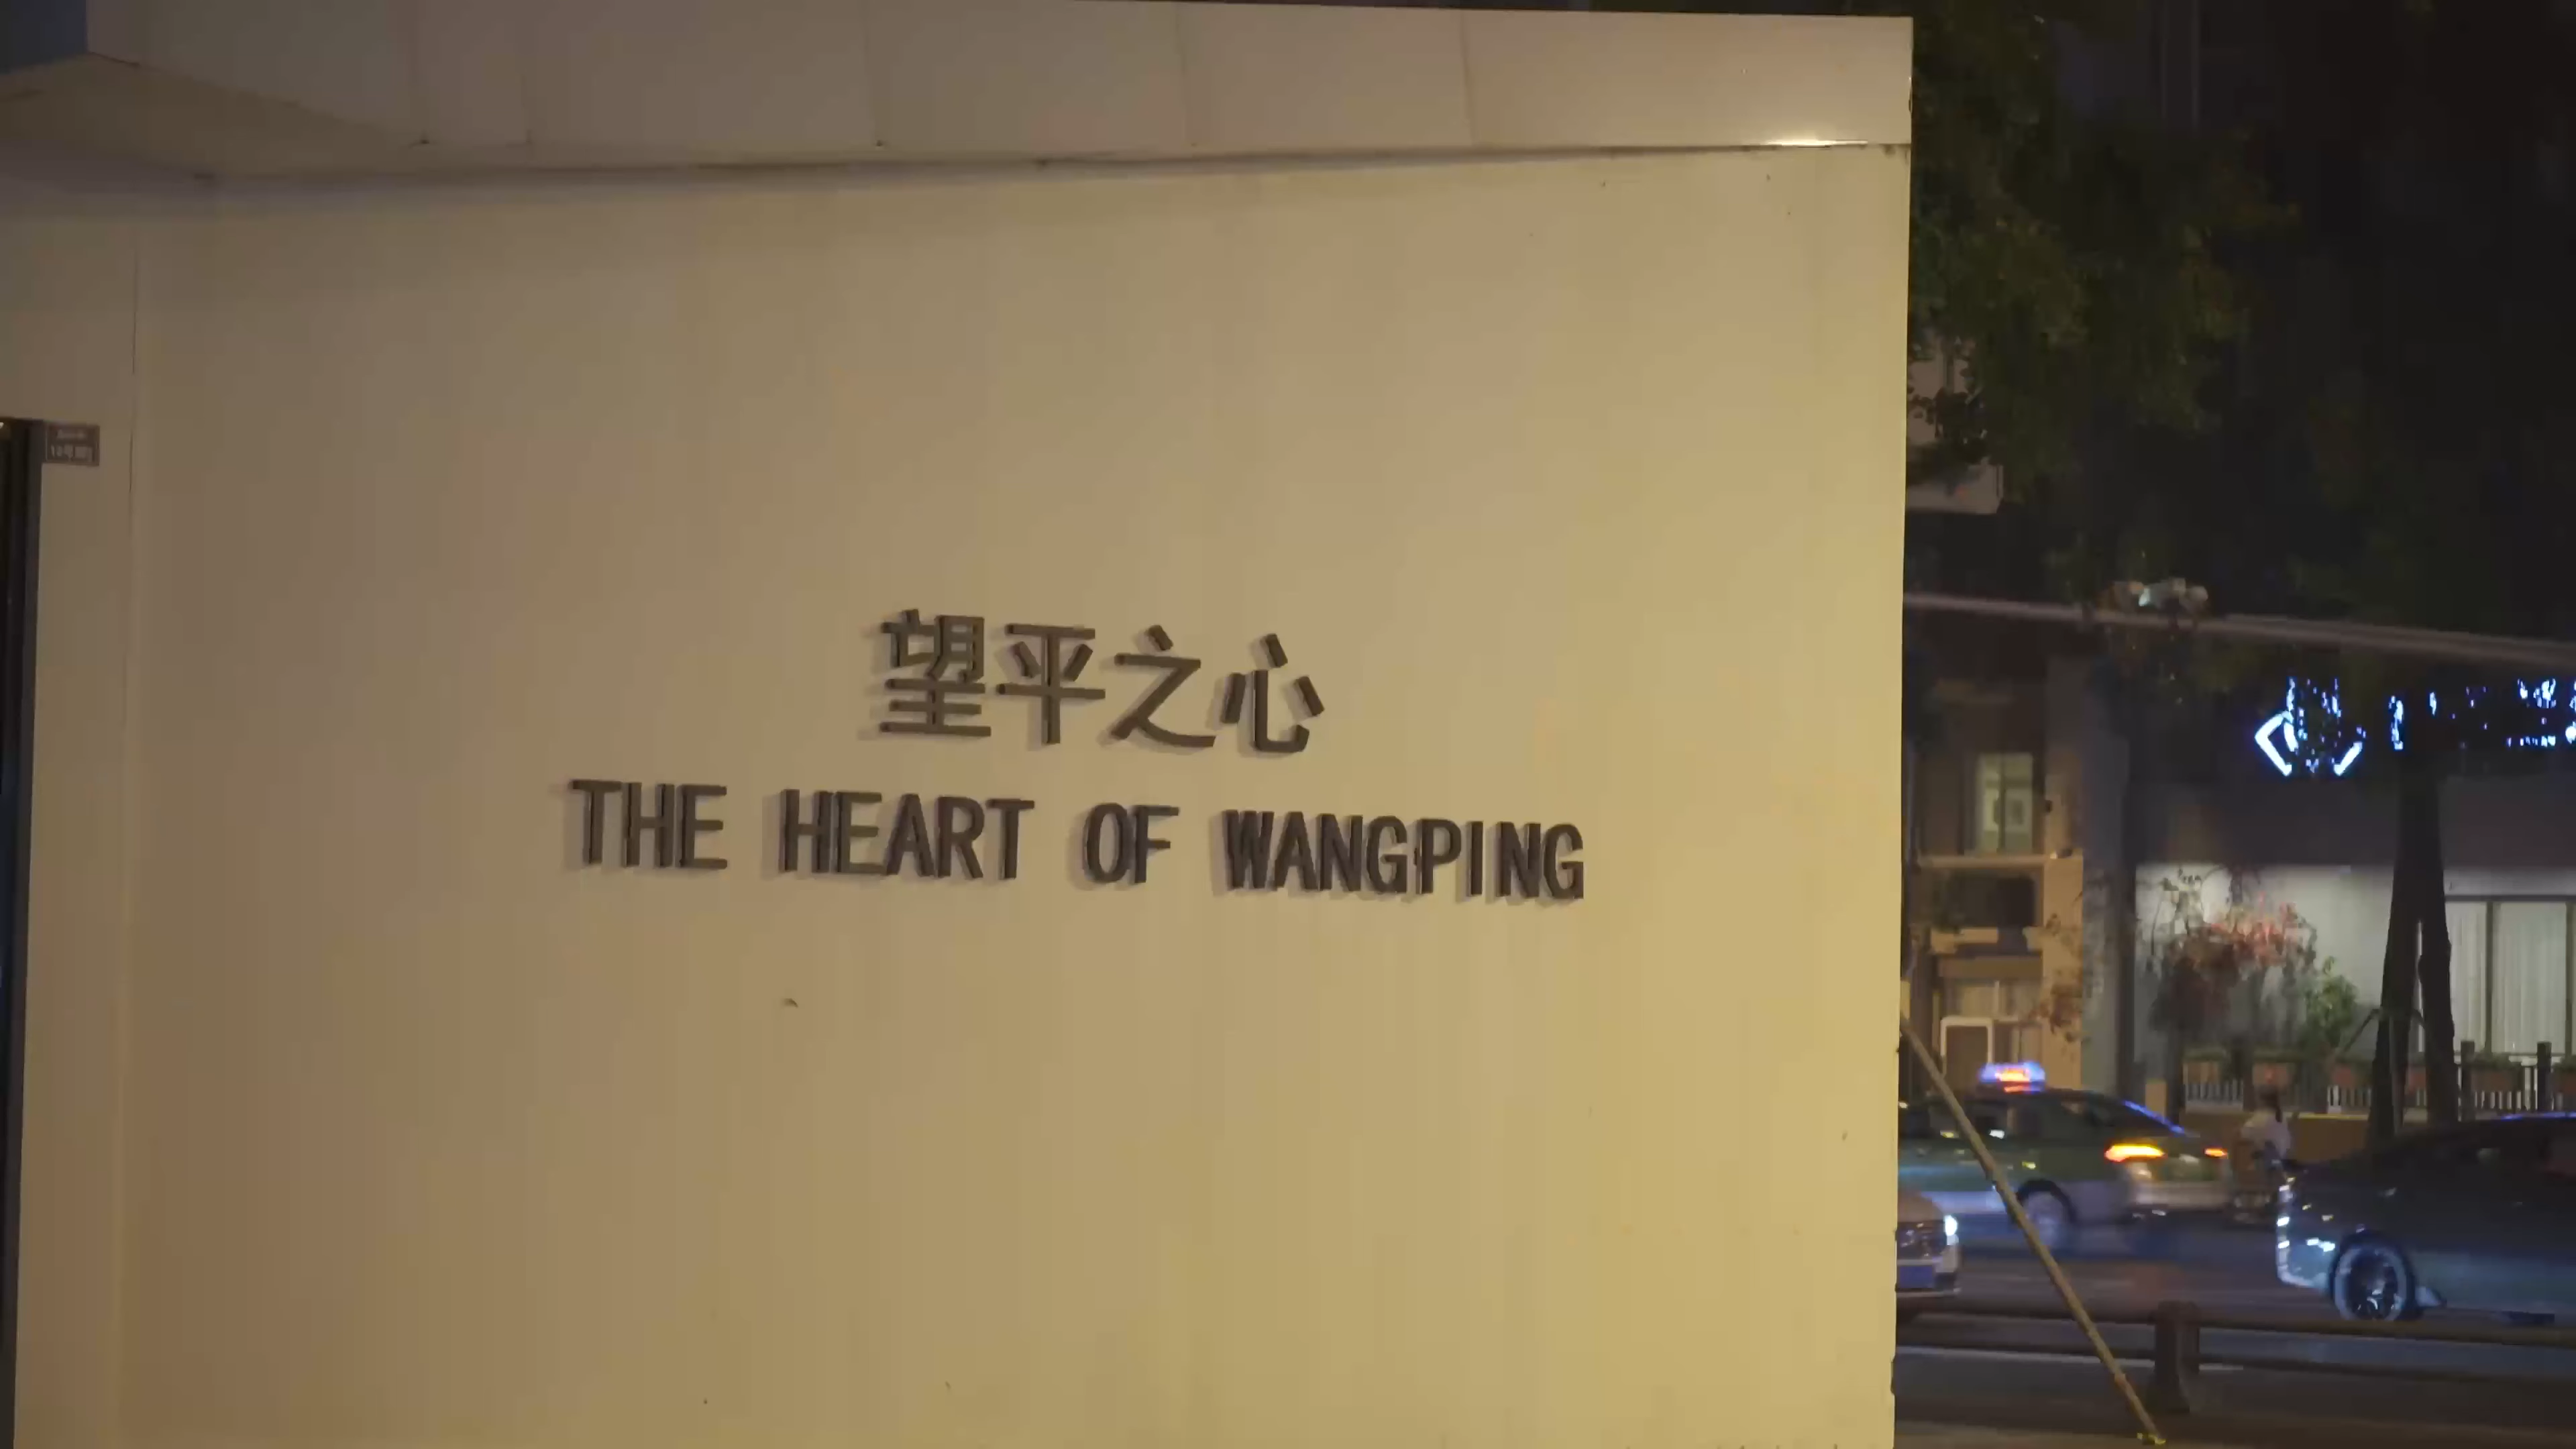 望平之心
THE HEART OF WANGPING